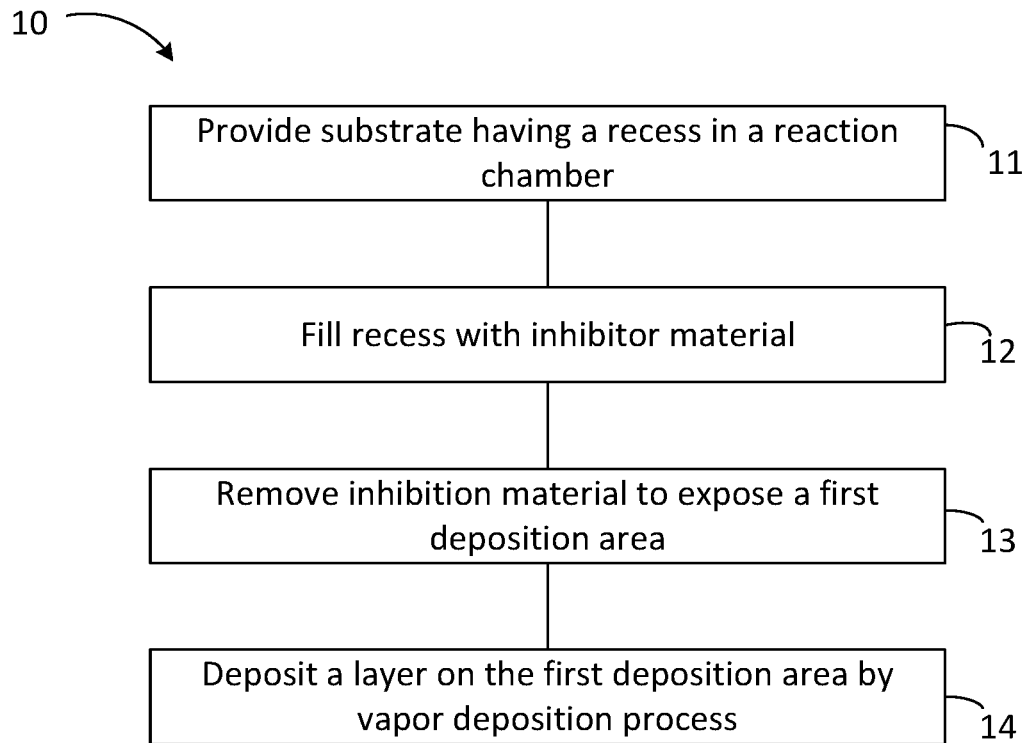 10
Provide substrate having a recess in a reaction
chamber
11
Fill recess with inhibitor material
12
Remove inhibition material to expose a first
deposition area
13
Deposit a layer on the first deposition area by
vapor deposition process
14